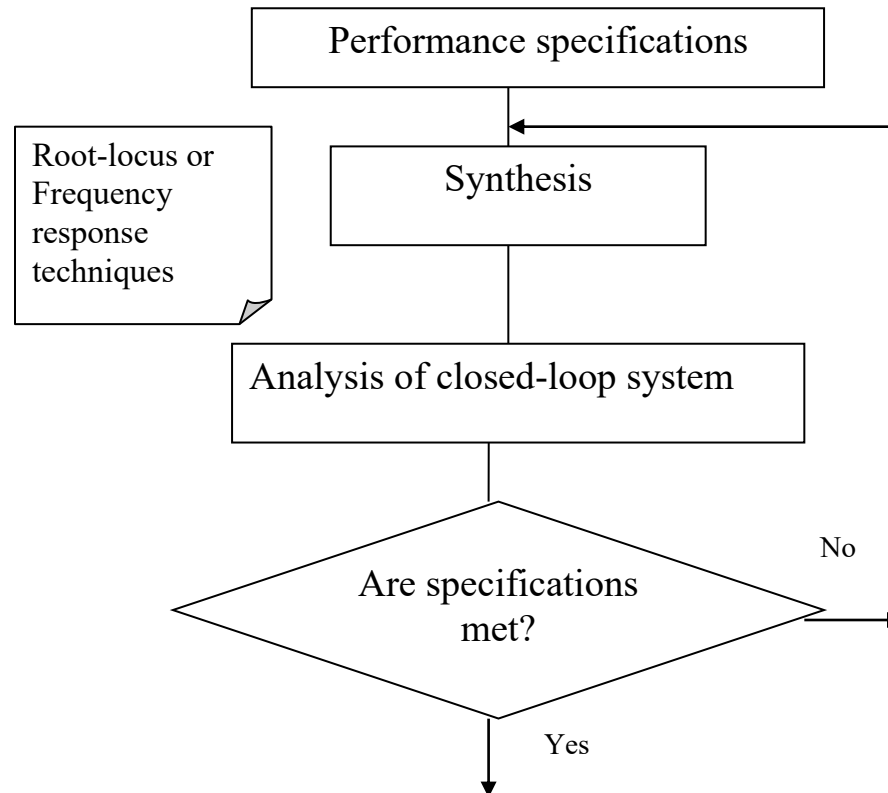 Performance specifications
Root-locus or
Frequency
response
techniques
Synthesis
Analysis of closed-loop system
No
Are specifications
met?
Yes